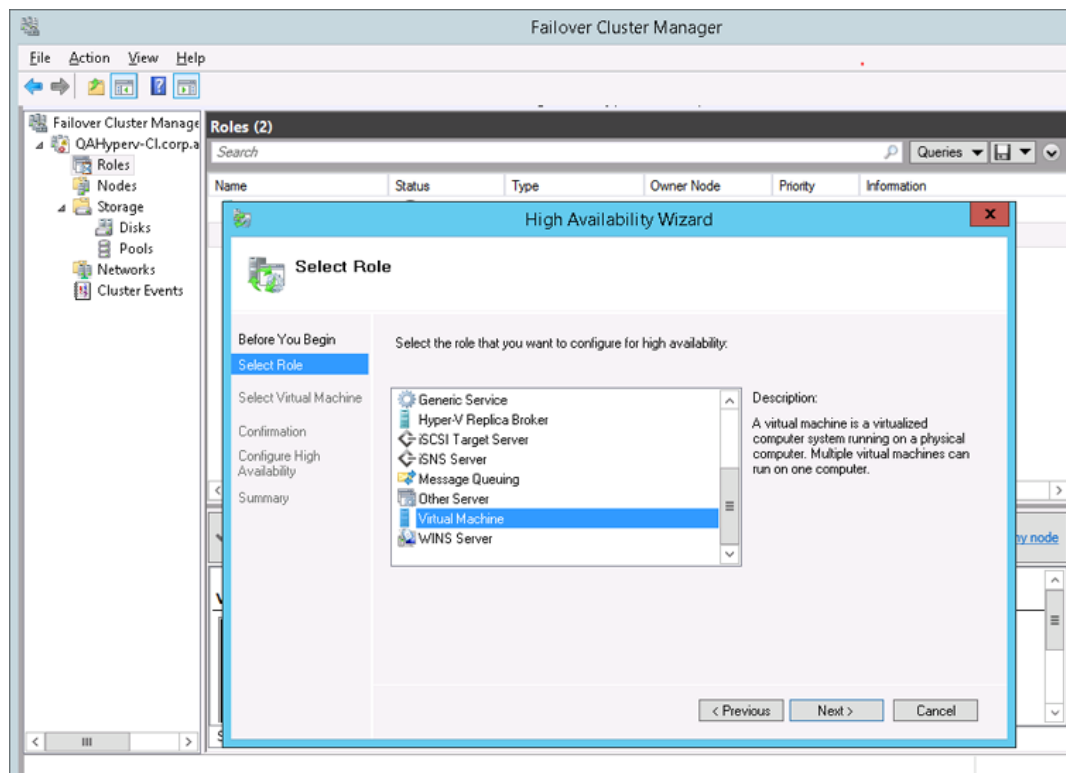 Failover Cluster Manager
File Action View Help
Failover Cluster Manage
QAHyperv-Cl.corp.a
Roles
Nodes
Storage
Disks
Pools
Networks
Cluster Events
Roles (2)
Search
Queries
Name Status Type Owner Node Priority Information
High Availability Wizard
x
Select Role
Before You Begin
Select Role
Select Virtual Machine
Confirmation
Configure High
Availability
Summary
Select the role that you want to configure for high availability:
Generic Service
Hyper-V Replica Broker
iSCSI Target Server
iSNS Server
Message Queuing
Other Server
Virtual Machine
WINS Server
Description:
A virtual machine is a virtualized
computer system running on a physical
computer. Multiple virtual machines can
run on one computer.
ny node
< Previous Next > Cancel